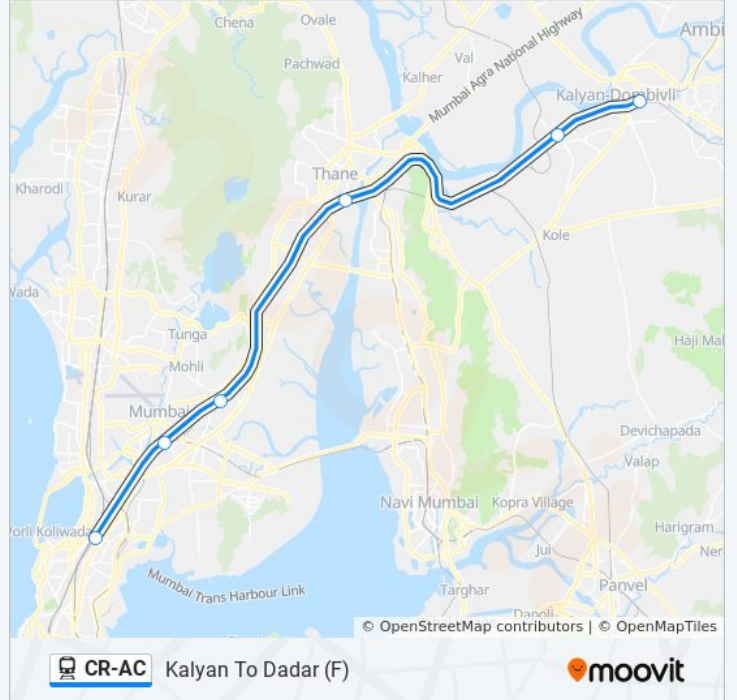 Chena
Ovale
Ambi
Pachwad
Val
Kalher
Mumbai Agra National Highway
Kalyan-Dombivli
Thane
Kharodi
Kurar
Kole
Wada
Tunga
Haji Mal
Mohli
Mumbai
Devichapada
Valap
Navi Mumbai
Kopra Village
Worli Koliwada
Harigram
Jui
Ner
Mumbai Trans Harbour Link
Targhar
Panvel
Dapoli
© OpenStreetMap contributors | © OpenMapTiles
CR-AC Kalyan To Dadar (F)
moovit